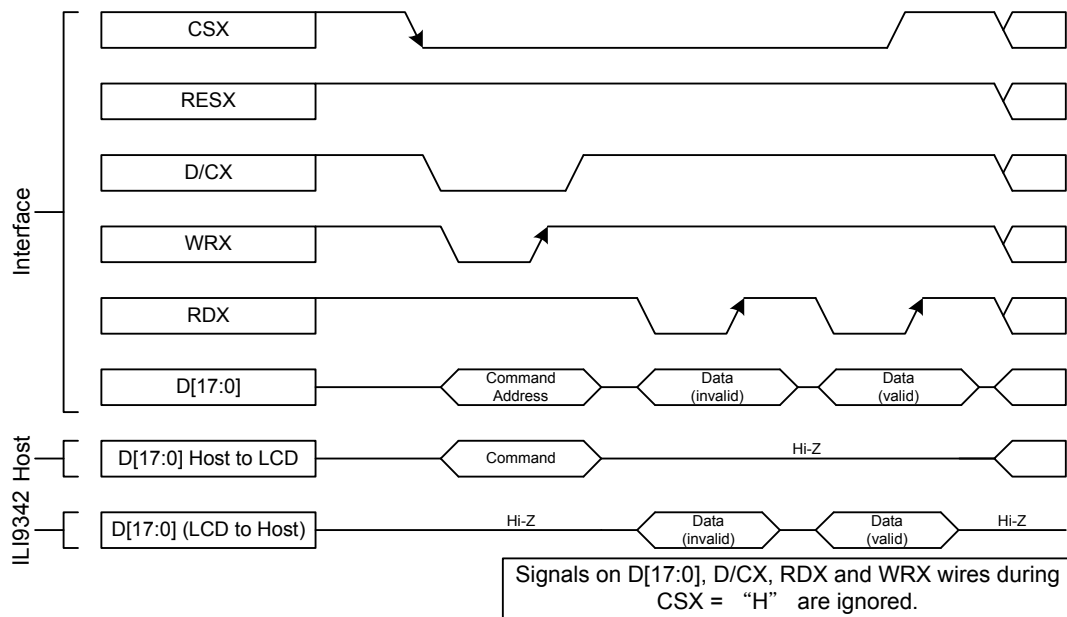 CSX
RESX
D/CX
WRX
RDX
D[17:0]
Command
Address
Data
(invalid)
Data
(valid)
Interface
D[17:0] Host to LCD
Command
Hi-Z
Host
D[17:0] (LCD to Host)
Hi-Z
Data
(invalid)
Data
(valid)
Hi-Z
ILI9342
Signals on D[17:0], D/CX, RDX and WRX wires during
CSX = “H” are ignored.